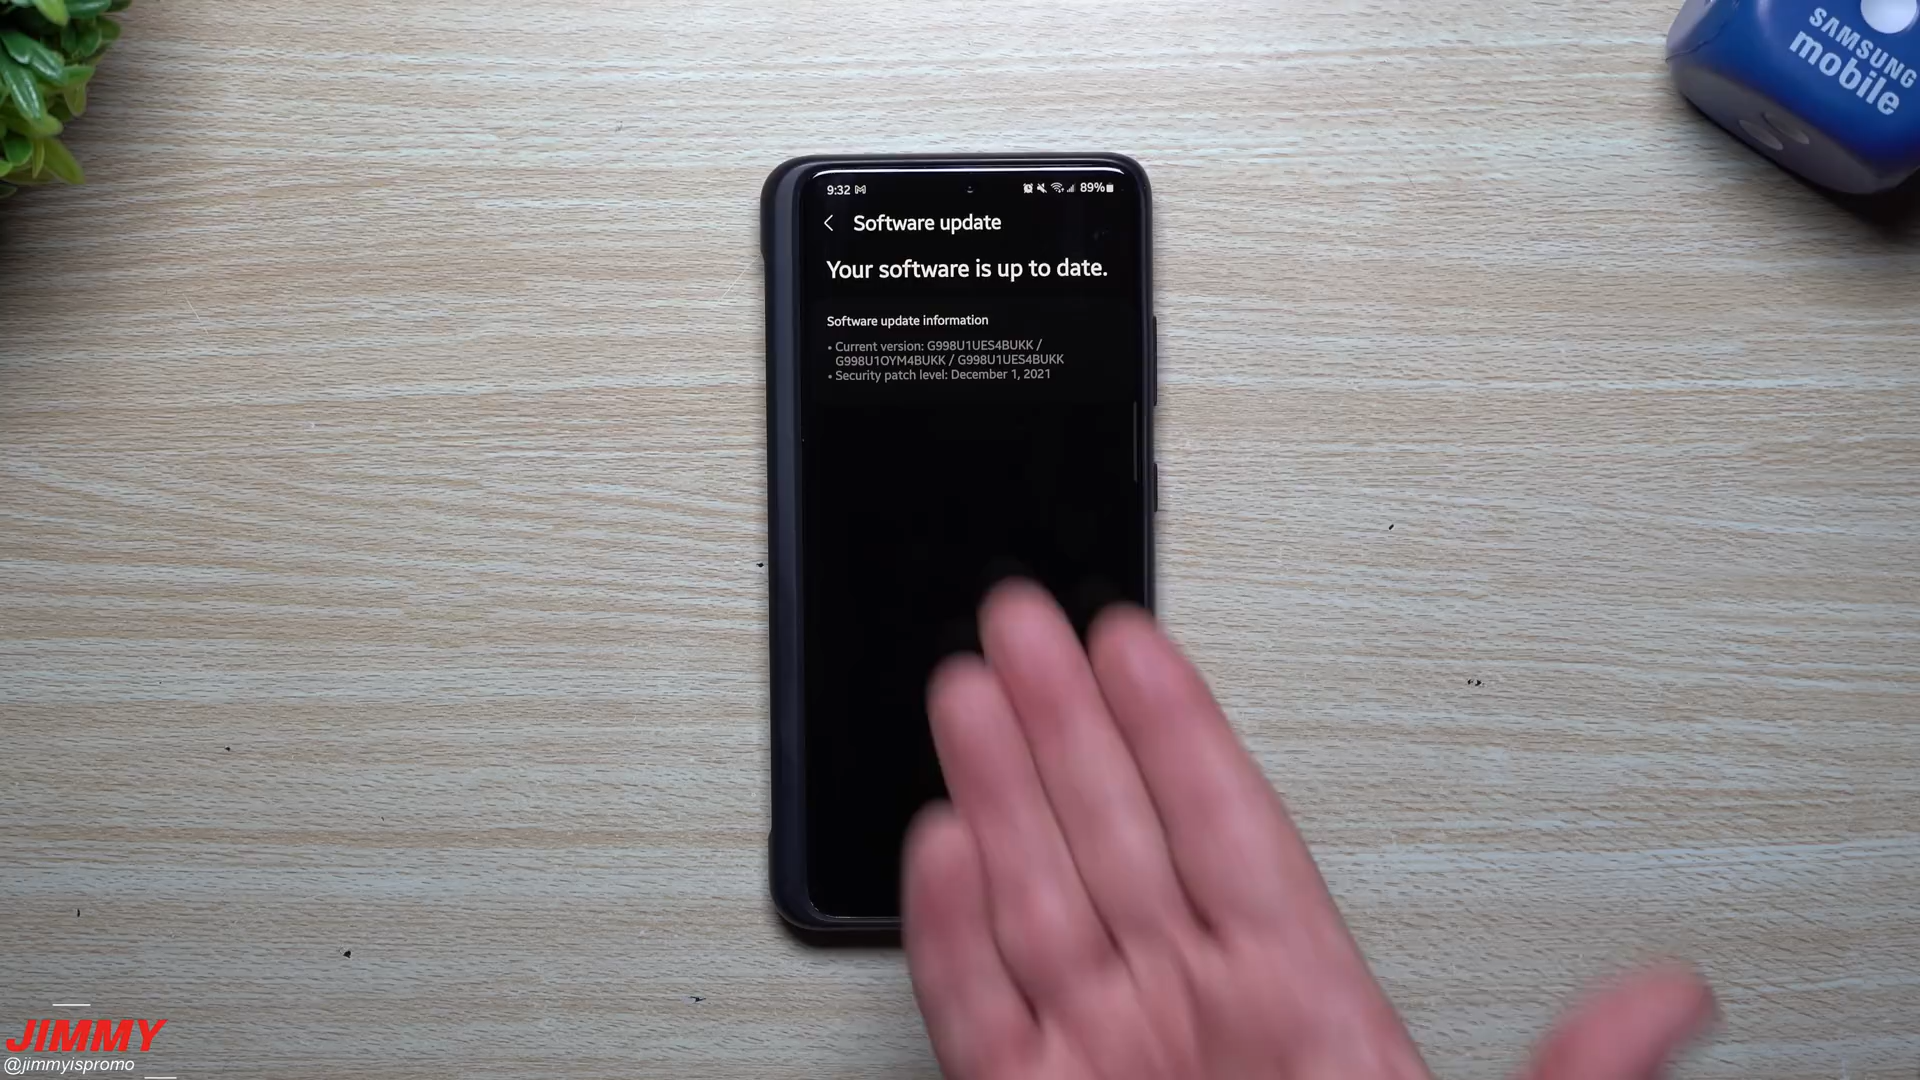 SAMSUNG
mobile
9:32
89%
Software update
Your software is up to date.
Software update information
• Current version: G998U1UES4BUKK /
G998U1OYM4BUKK / G998U1UES4BUKK
• Security patch level: December 1, 2021
JIMMY
@jimmyispromo